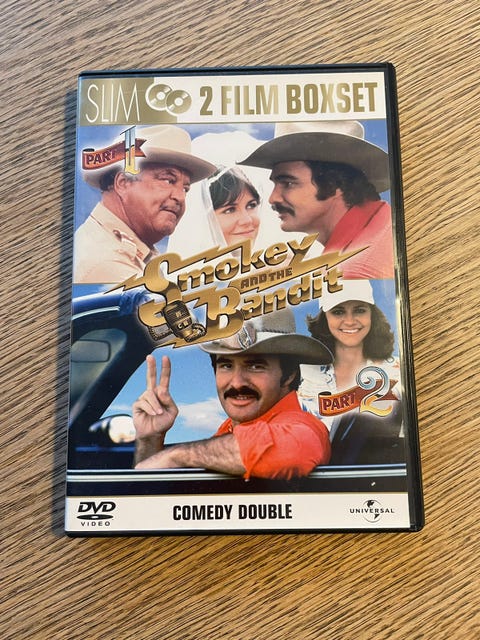 SLIM 2 FILM BOXSET
PART 1
Smokey
AND THE
Bandit
PART 2
DVD
VIDEO
COMEDY DOUBLE
UNIVERSAL